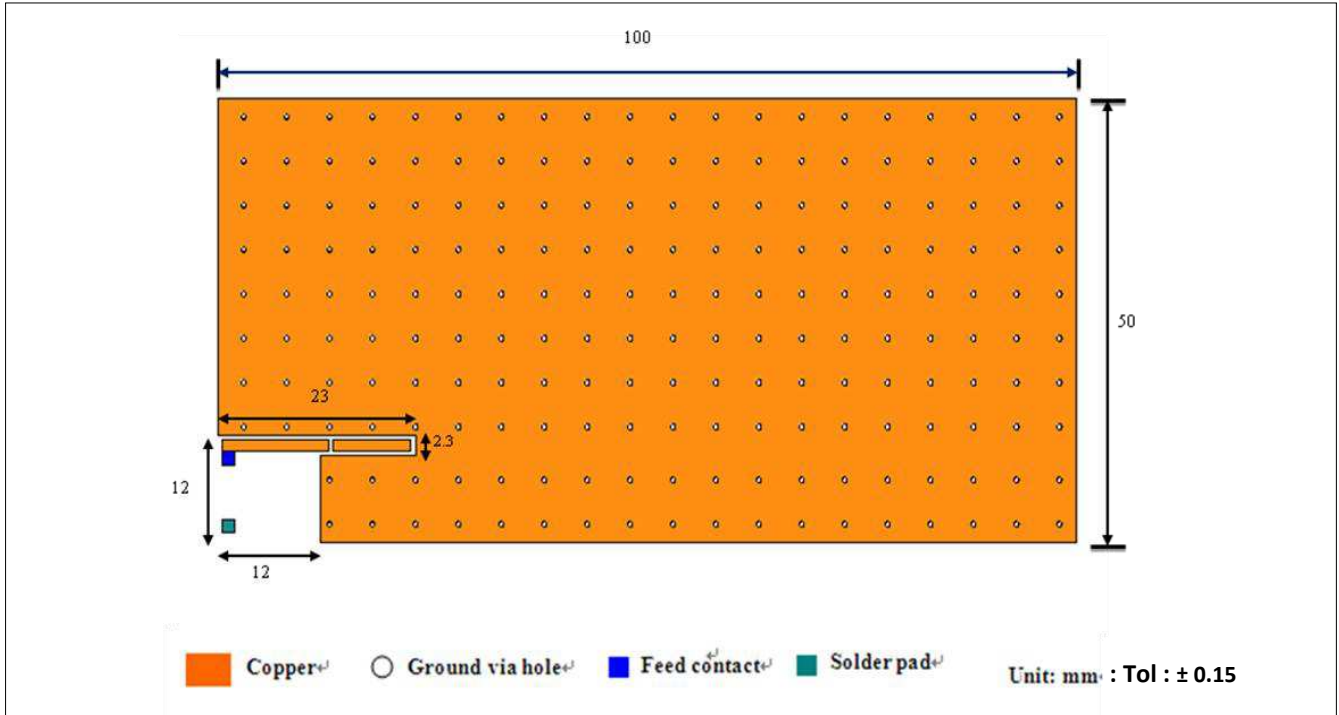 100
50
23
2.3
12
12
Copper↵
Ground via hole↵
Feed contact↵
↵
Solder pad↵
Unit: mm : Tol : ± 0.15